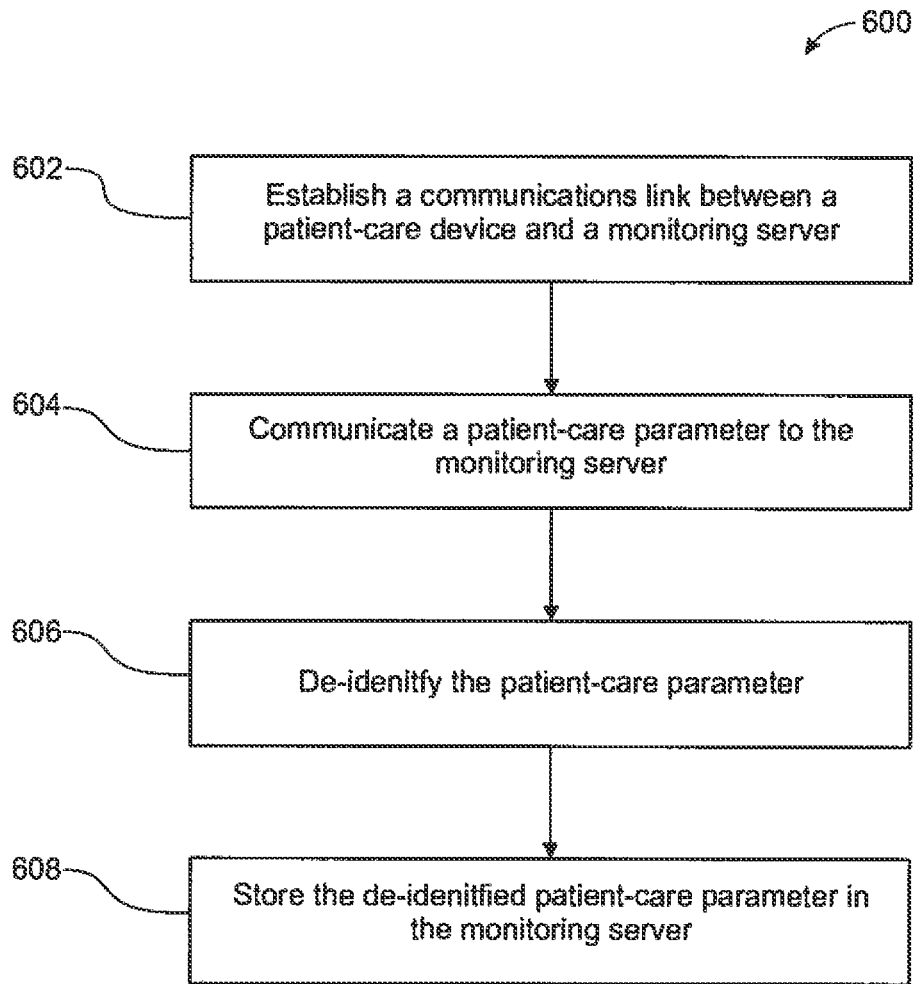 600
602
Establish a communications link between a
patient-care device and a monitoring server
604
Communicate a patient-care parameter to the
monitoring server
606
De-idenitfy the patient-care parameter
608
Store the de-idenitfied patient-care parameter in
the monitoring server